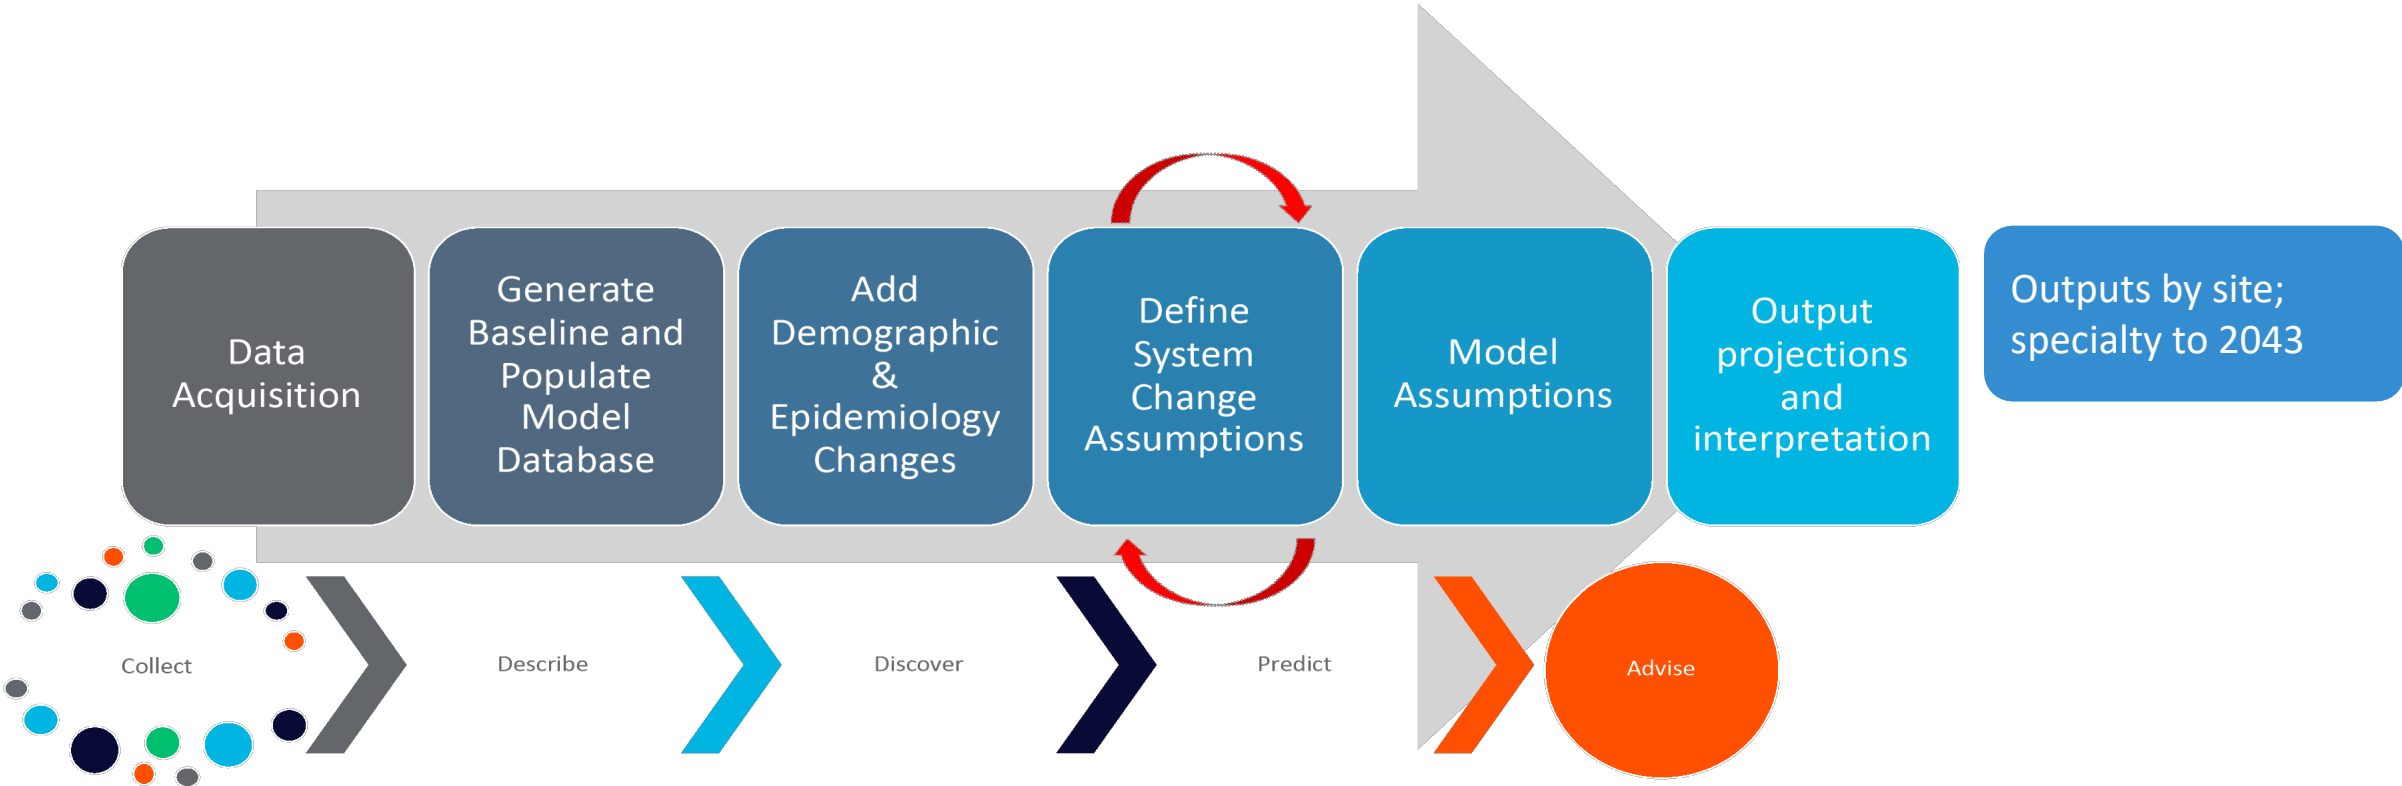 Data
Acquisition
Generate
Baseline and
Populate
Model
Database
Add
Demographic
&
Epidemiology
Changes
Define
System
Change
Assumptions
Model
Assumptions
Output
projections
and
interpretation
Outputs by site;
specialty to 2043
Collect
Describe
Discover
Predict
Advise